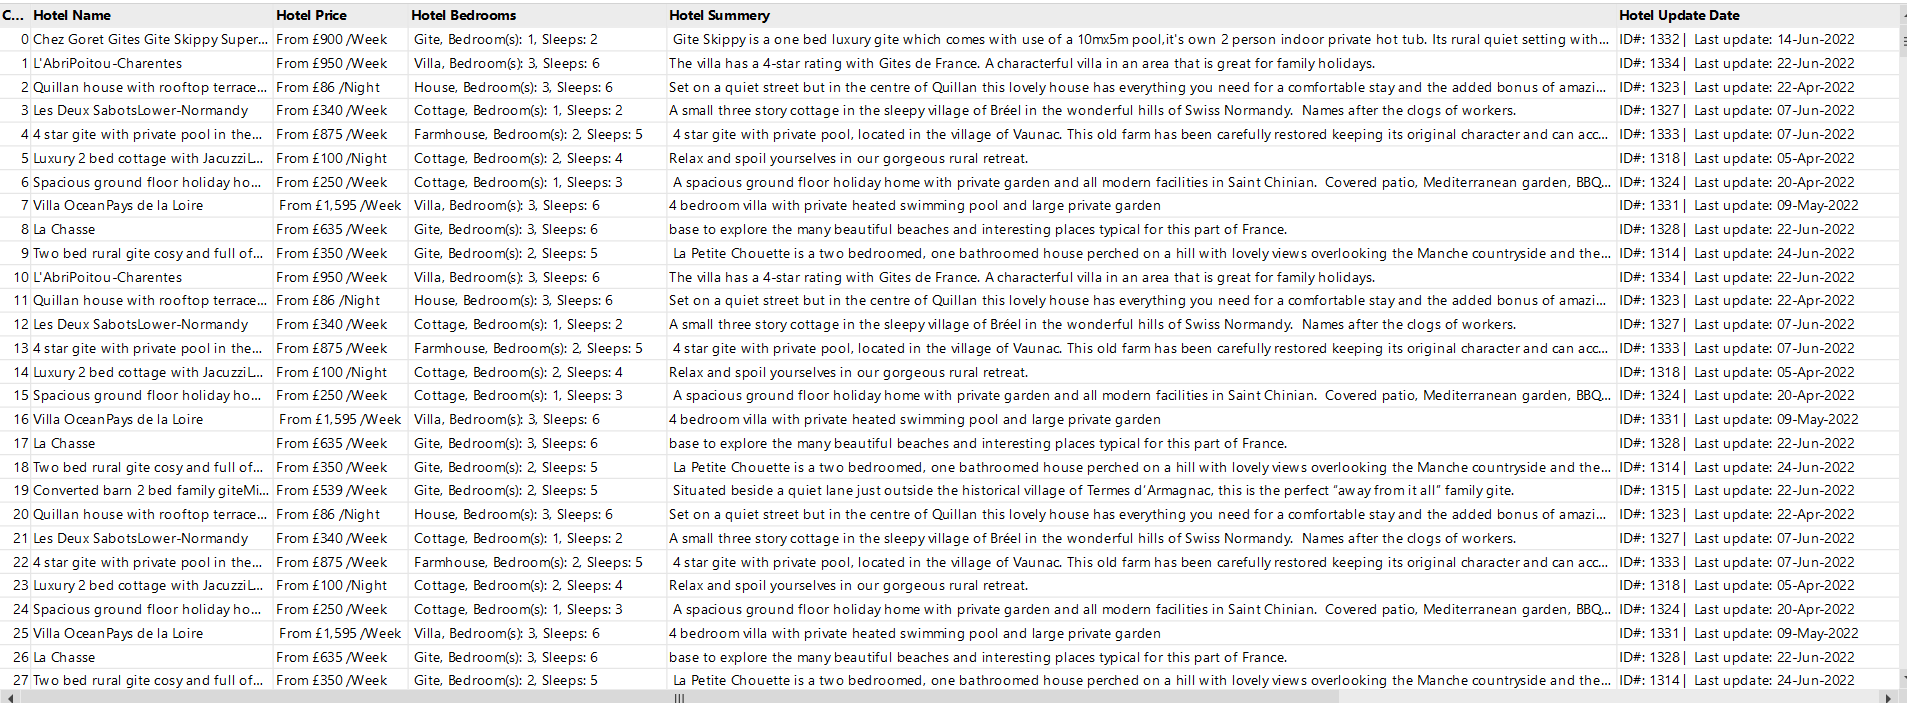 C... Hotel Name Hotel Price Hotel Bedrooms Hotel Summery Hotel Update Date
0 Chez Goret Gites Gite Skippy Super... From £900 /Week Gite, Bedroom(s): 1, Sleeps: 2 Gite Skippy is a one bed luxury gite which comes with use of a 10mx5m pool,it's own 2 person indoor private hot tub. Its rural quiet setting with... ID#: 1332 | Last update: 14-Jun-2022
1 L'AbriPoitou-Charentes From £950 /Week Villa, Bedroom(s): 3, Sleeps: 6 The villa has a 4-star rating with Gites de France. A characterful villa in an area that is great for family holidays. ID#: 1334 | Last update: 22-Jun-2022
2 Quillan house with rooftop terrace... From £86 /Night House, Bedroom(s): 3, Sleeps: 6 Set on a quiet street but in the centre of Quillan this lovely house has everything you need for a comfortable stay and the added bonus of amazi... ID#: 1323 | Last update: 22-Apr-2022
3 Les Deux SabotsLower-Normandy From £340 /Week Cottage, Bedroom(s): 1, Sleeps: 2 A small three story cottage in the sleepy village of Bréel in the wonderful hills of Swiss Normandy. Names after the clogs of workers. ID#: 1327 | Last update: 07-Jun-2022
4 4 star gite with private pool in the... From £875 /Week Farmhouse, Bedroom(s): 2, Sleeps: 5 4 star gite with private pool, located in the village of Vaunac. This old farm has been carefully restored keeping its original character and can acc... ID#: 1333 | Last update: 07-Jun-2022
5 Luxury 2 bed cottage with JacuzziL... From £100 /Night Cottage, Bedroom(s): 2, Sleeps: 4 Relax and spoil yourselves in our gorgeous rural retreat. ID#: 1318 | Last update: 05-Apr-2022
6 Spacious ground floor holiday ho... From £250 /Week Cottage, Bedroom(s): 1, Sleeps: 3 A spacious ground floor holiday home with private garden and all modern facilities in Saint Chinian. Covered patio, Mediterranean garden, BBQ... ID#: 1324 | Last update: 20-Apr-2022
7 Villa OceanPays de la Loire From £1,595 /Week Villa, Bedroom(s): 3, Sleeps: 6 4 bedroom villa with private heated swimming pool and large private garden ID#: 1331 | Last update: 09-May-2022
8 La Chasse From £635 /Week Gite, Bedroom(s): 3, Sleeps: 6 base to explore the many beautiful beaches and interesting places typical for this part of France. ID#: 1328 | Last update: 22-Jun-2022
9 Two bed rural gite cosy and full of... From £350 /Week Gite, Bedroom(s): 2, Sleeps: 5 La Petite Chouette is a two bedroomed, one bathroomed house perched on a hill with lovely views overlooking the Manche countryside and the... ID#: 1314 | Last update: 24-Jun-2022
10 L'AbriPoitou-Charentes From £950 /Week Villa, Bedroom(s): 3, Sleeps: 6 The villa has a 4-star rating with Gites de France. A characterful villa in an area that is great for family holidays. ID#: 1334 | Last update: 22-Jun-2022
11 Quillan house with rooftop terrace... From £86 /Night House, Bedroom(s): 3, Sleeps: 6 Set on a quiet street but in the centre of Quillan this lovely house has everything you need for a comfortable stay and the added bonus of amazi... ID#: 1323 | Last update: 22-Apr-2022
12 Les Deux SabotsLower-Normandy From £340 /Week Cottage, Bedroom(s): 1, Sleeps: 2 A small three story cottage in the sleepy village of Bréel in the wonderful hills of Swiss Normandy. Names after the clogs of workers. ID#: 1327 | Last update: 07-Jun-2022
13 4 star gite with private pool in the... From £875 /Week Farmhouse, Bedroom(s): 2, Sleeps: 5 4 star gite with private pool, located in the village of Vaunac. This old farm has been carefully restored keeping its original character and can acc... ID#: 1333 | Last update: 07-Jun-2022
14 Luxury 2 bed cottage with JacuzziL... From £100 /Night Cottage, Bedroom(s): 2, Sleeps: 4 Relax and spoil yourselves in our gorgeous rural retreat. ID#: 1318 | Last update: 05-Apr-2022
15 Spacious ground floor holiday ho... From £250 /Week Cottage, Bedroom(s): 1, Sleeps: 3 A spacious ground floor holiday home with private garden and all modern facilities in Saint Chinian. Covered patio, Mediterranean garden, BBQ... ID#: 1324 | Last update: 20-Apr-2022
16 Villa OceanPays de la Loire From £1,595 /Week Villa, Bedroom(s): 3, Sleeps: 6 4 bedroom villa with private heated swimming pool and large private garden ID#: 1331 | Last update: 09-May-2022
17 La Chasse From £635 /Week Gite, Bedroom(s): 3, Sleeps: 6 base to explore the many beautiful beaches and interesting places typical for this part of France. ID#: 1328 | Last update: 22-Jun-2022
18 Two bed rural gite cosy and full of... From £350 /Week Gite, Bedroom(s): 2, Sleeps: 5 La Petite Chouette is a two bedroomed, one bathroomed house perched on a hill with lovely views overlooking the Manche countryside and the... ID#: 1314 | Last update: 24-Jun-2022
19 Converted barn 2 bed family giteMi... From £539 /Week Gite, Bedroom(s): 2, Sleeps: 5 Situated beside a quiet lane just outside the historical village of Termes d’Armagnac, this is the perfect “away from it all” family gite. ID#: 1315 | Last update: 22-Jun-2022
20 Quillan house with rooftop terrace... From £86 /Night House, Bedroom(s): 3, Sleeps: 6 Set on a quiet street but in the centre of Quillan this lovely house has everything you need for a comfortable stay and the added bonus of amazi... ID#: 1323 | Last update: 22-Apr-2022
21 Les Deux SabotsLower-Normandy From £340 /Week Cottage, Bedroom(s): 1, Sleeps: 2 A small three story cottage in the sleepy village of Bréel in the wonderful hills of Swiss Normandy. Names after the clogs of workers. ID#: 1327 | Last update: 07-Jun-2022
22 4 star gite with private pool in the... From £875 /Week Farmhouse, Bedroom(s): 2, Sleeps: 5 4 star gite with private pool, located in the village of Vaunac. This old farm has been carefully restored keeping its original character and can acc... ID#: 1333 | Last update: 07-Jun-2022
23 Luxury 2 bed cottage with JacuzziL... From £100 /Night Cottage, Bedroom(s): 2, Sleeps: 4 Relax and spoil yourselves in our gorgeous rural retreat. ID#: 1318 | Last update: 05-Apr-2022
24 Spacious ground floor holiday ho... From £250 /Week Cottage, Bedroom(s): 1, Sleeps: 3 A spacious ground floor holiday home with private garden and all modern facilities in Saint Chinian. Covered patio, Mediterranean garden, BBQ... ID#: 1324 | Last update: 20-Apr-2022
25 Villa OceanPays de la Loire From £1,595 /Week Villa, Bedroom(s): 3, Sleeps: 6 4 bedroom villa with private heated swimming pool and large private garden ID#: 1331 | Last update: 09-May-2022
26 La Chasse From £635 /Week Gite, Bedroom(s): 3, Sleeps: 6 base to explore the many beautiful beaches and interesting places typical for this part of France. ID#: 1328 | Last update: 22-Jun-2022
27 Two bed rural gite cosy and full of... From £350 /Week Gite, Bedroom(s): 2, Sleeps: 5 La Petite Chouette is a two bedroomed, one bathroomed house perched on a hill with lovely views overlooking the Manche countryside and the... ID#: 1314 | Last update: 24-Jun-2022